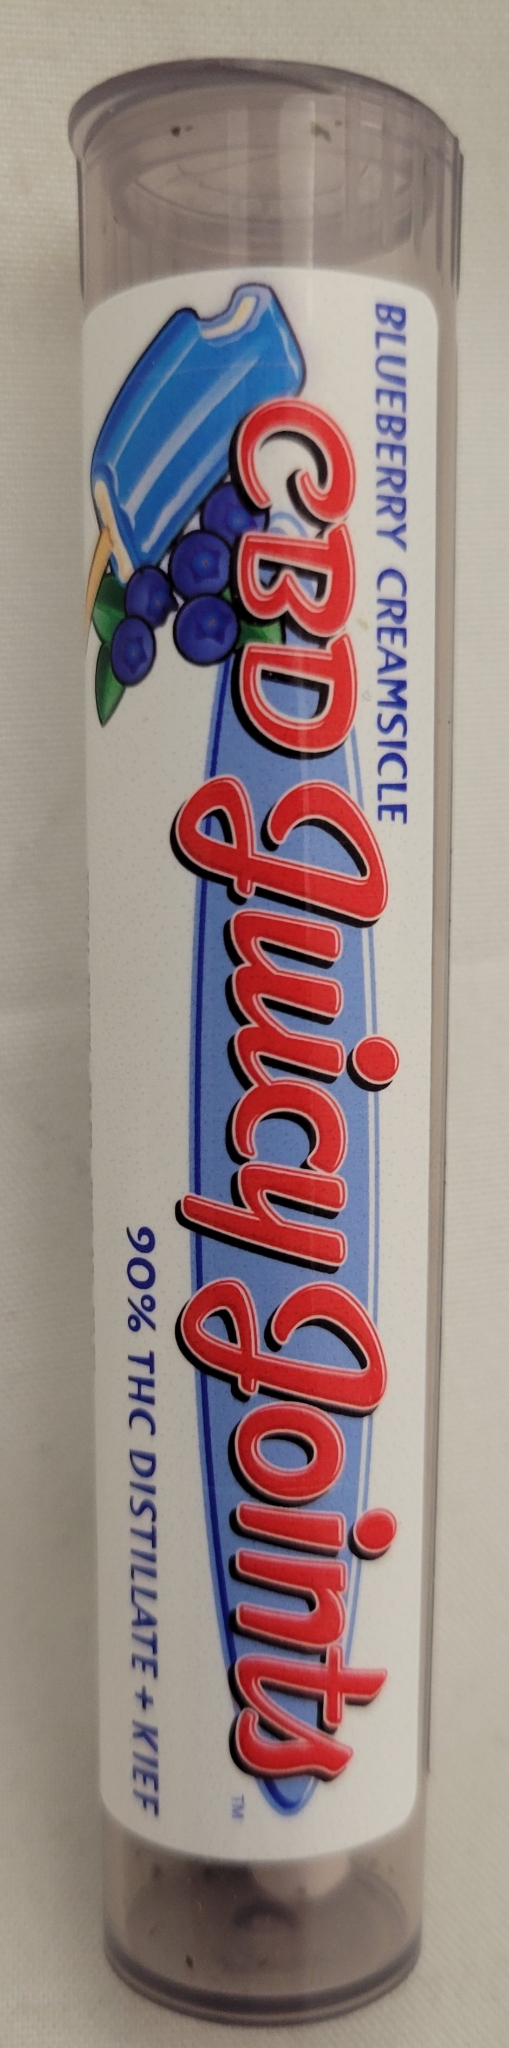 BLUEBERRY CREAMSICLE
CBD Juicy Joints
TM
90% THC DISTILLATE + KIEF